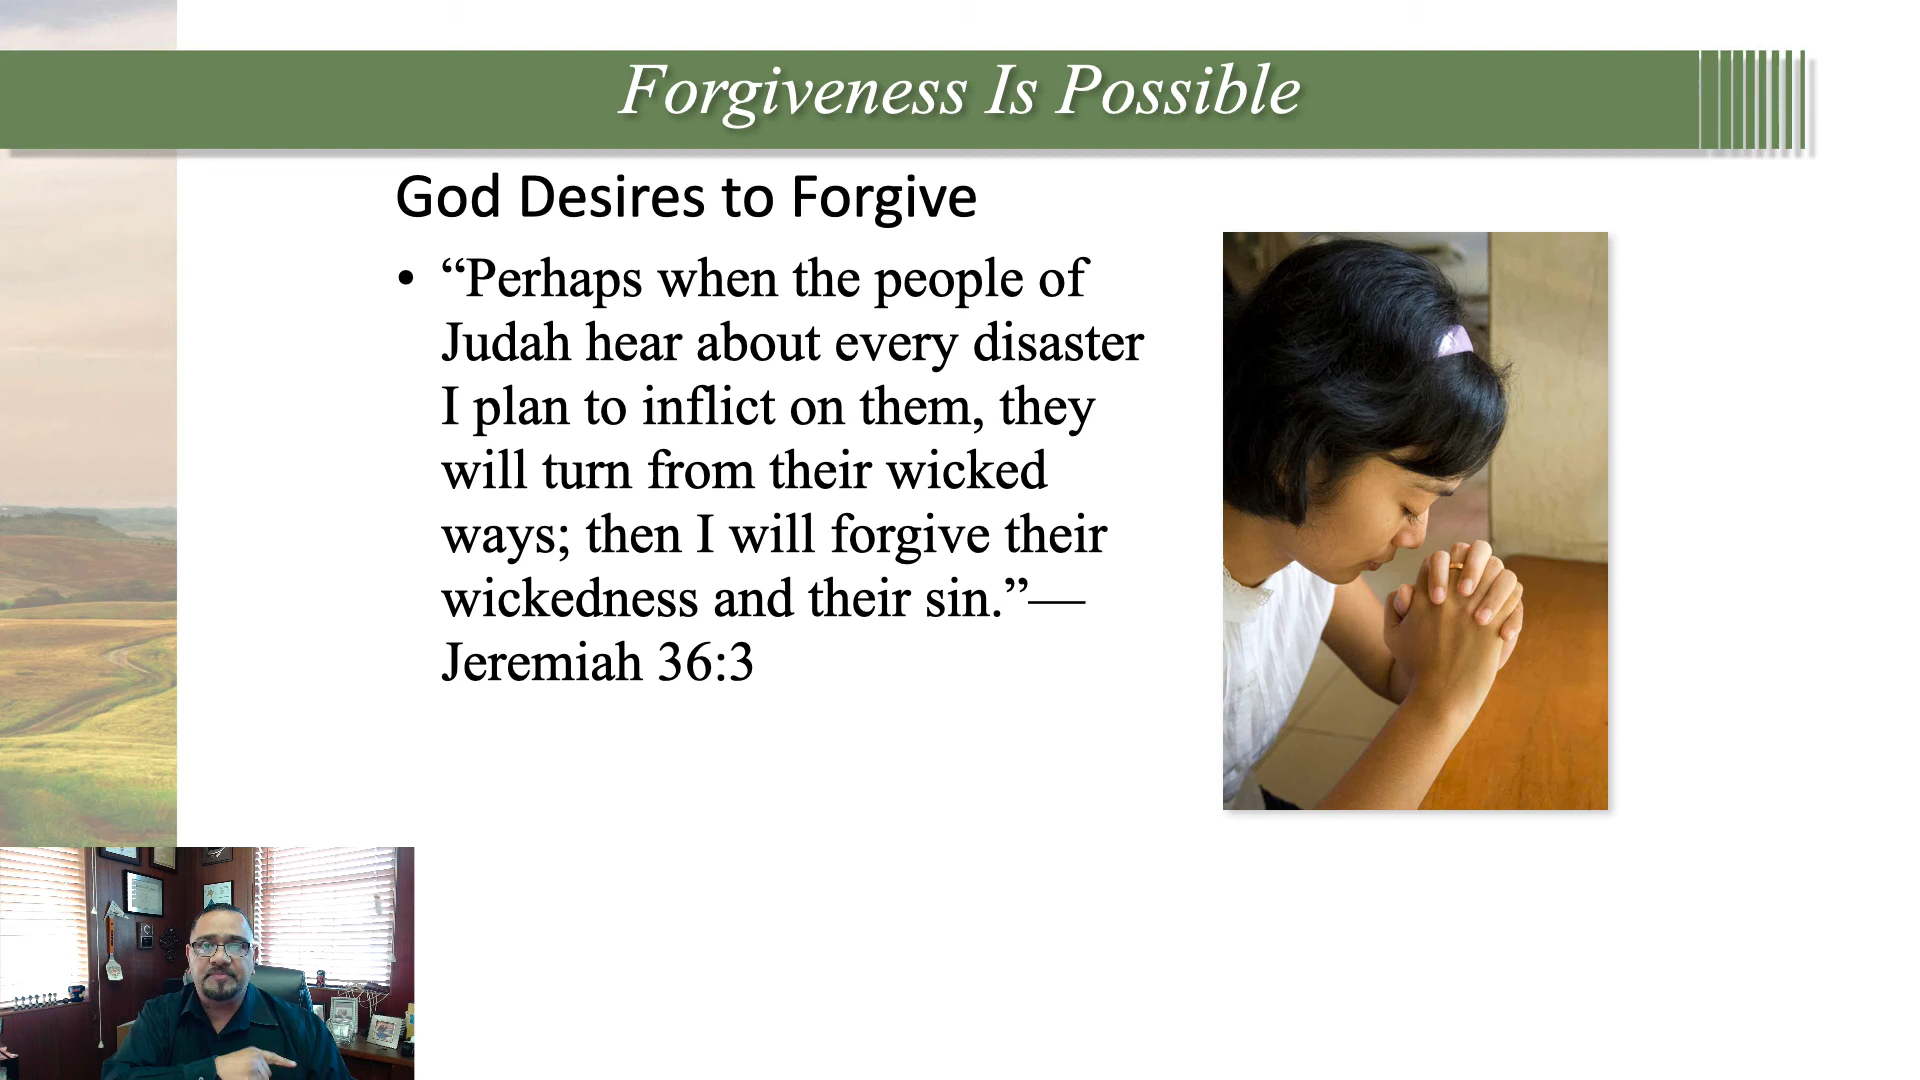 Forgiveness Is Possible
God Desires to Forgive
• “Perhaps when the people of
Judah hear about every disaster
I plan to inflict on them, they
will turn from their wicked
ways; then I will forgive their
wickedness and their sin.”—
Jeremiah 36:3